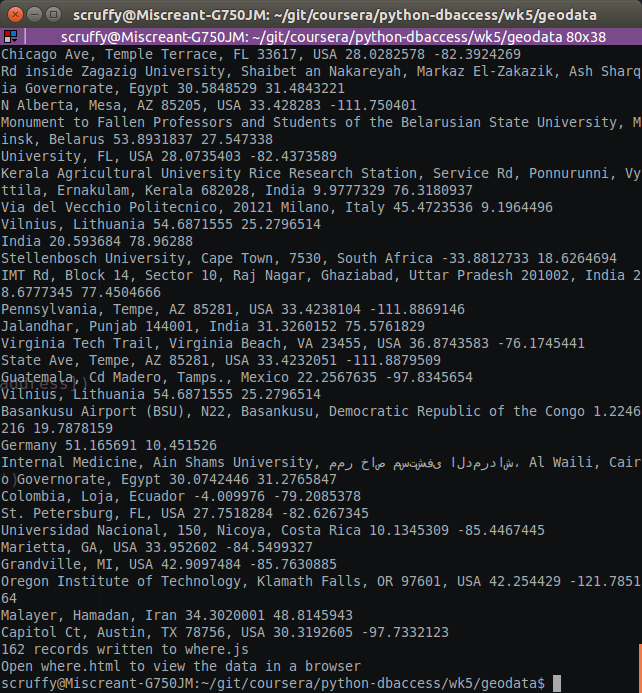 scruffy@Miscreant-G750JM: ~/git/coursera/python-dbaccess/wk5/geodata
scruffy@Miscreant-G750JM: ~/git/coursera/python-dbaccess/wk5/geodata 80x38
Chicago Ave, Temple Terrace, FL 33617, USA 28.0282578 -82.3924269
Rd inside Zagazig University, Shaibet an Nakareyah, Markaz El-Zakazik, Ash Sharq
ia Governorate, Egypt 30.5848529 31.4843221
N Alberta, Mesa, AZ 85205, USA 33.428283 -111.750401
Monument to Fallen Professors and Students of the Belarusian State University, M
insk, Belarus 53.8931837 27.547338
University, FL, USA 28.0735403 -82.4373589
Kerala Agricultural University Rice Research Station, Service Rd, Ponnurunni, Vy
ttila, Ernakulam, Kerala 682028, India 9.9777329 76.3180937
Via del Vecchio Politecnico, 20121 Milano, Italy 45.4723536 9.1964496
Vilnius, Lithuania 54.6871555 25.2796514
India 20.593684 78.96288
Stellenbosch University, Cape Town, 7530, South Africa -33.8812733 18.6264694
IMT Rd, Block 14, Sector 10, Raj Nagar, Ghaziabad, Uttar Pradesh 201002, India 2
8.6777345 77.4504666
Pennsylvania, Tempe, AZ 85281, USA 33.4238104 -111.8869146
Jalandhar, Punjab 144001, India 31.3260152 75.5761829
Virginia Tech Trail, Virginia Beach, VA 23455, USA 36.8743583 -76.1745441
State Ave, Tempe, AZ 85281, USA 33.4232051 -111.8879509
Guatemala, Cd Madero, Tamps., Mexico 22.2567635 -97.8345654
Vilnius, Lithuania 54.6871555 25.2796514
Basankusu Airport (BSU), N22, Basankusu, Democratic Republic of the Congo 1.2246
216 19.7878159
Germany 51.165691 10.451526
Internal Medicine, Ain Shams University, ممر خاص مستشفى الدمرداش، Al Waili, Cair
o Governorate, Egypt 30.0742446 31.2765847
Colombia, Loja, Ecuador -4.009976 -79.2085378
St. Petersburg, FL, USA 27.7518284 -82.6267345
Universidad Nacional, 150, Nicoya, Costa Rica 10.1345309 -85.4467445
Marietta, GA, USA 33.952602 -84.5499327
Grandville, MI, USA 42.9097484 -85.7630885
Oregon Institute of Technology, Klamath Falls, OR 97601, USA 42.254429 -121.7851
64
Malayer, Hamadan, Iran 34.3020001 48.8145943
Capitol Ct, Austin, TX 78756, USA 30.3192605 -97.7332123
162 records written to where.js
Open where.html to view the data in a browser
scruffy@Miscreant-G750JM:~/git/coursera/python-dbaccess/wk5/geodata$